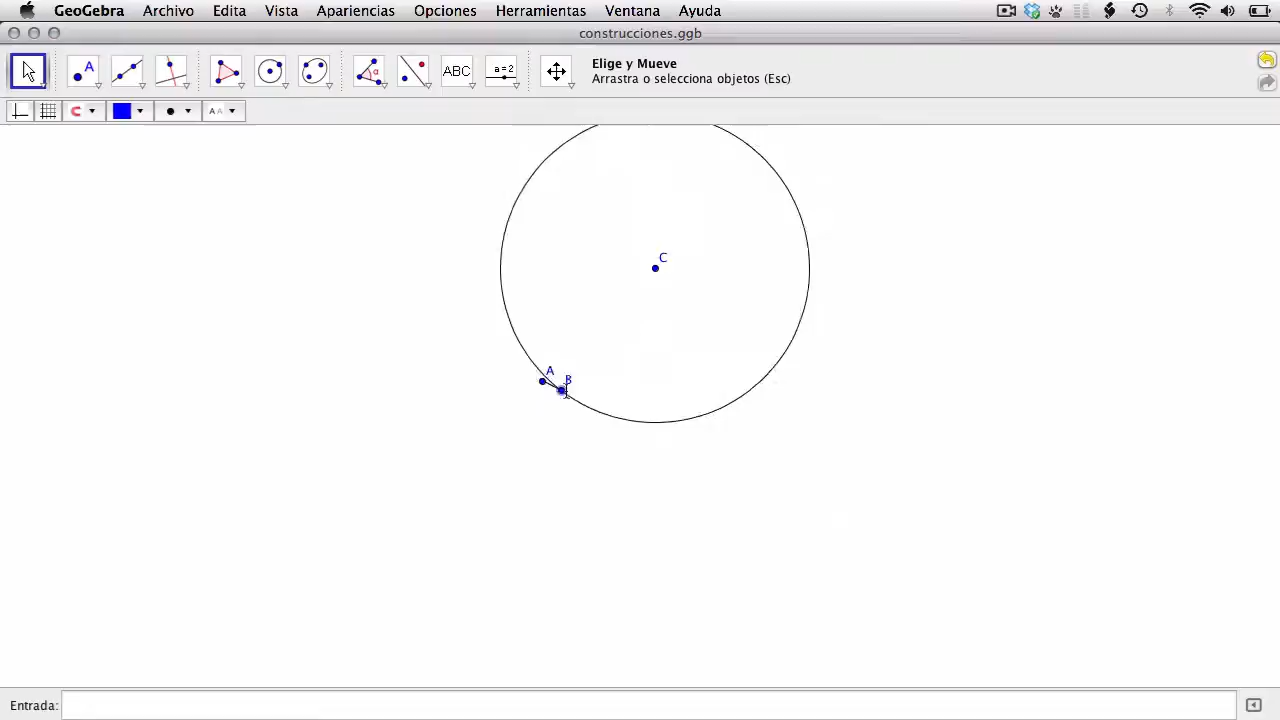 GeoGebra Archivo Edita Vista Apariencias Opciones Herramientas Ventana Ayuda
construcciones.ggb
A
α
ABC
a=2
Elige y Mueve
Arrastra o selecciona objetos (Esc)
A A
C
A
B
Entrada: